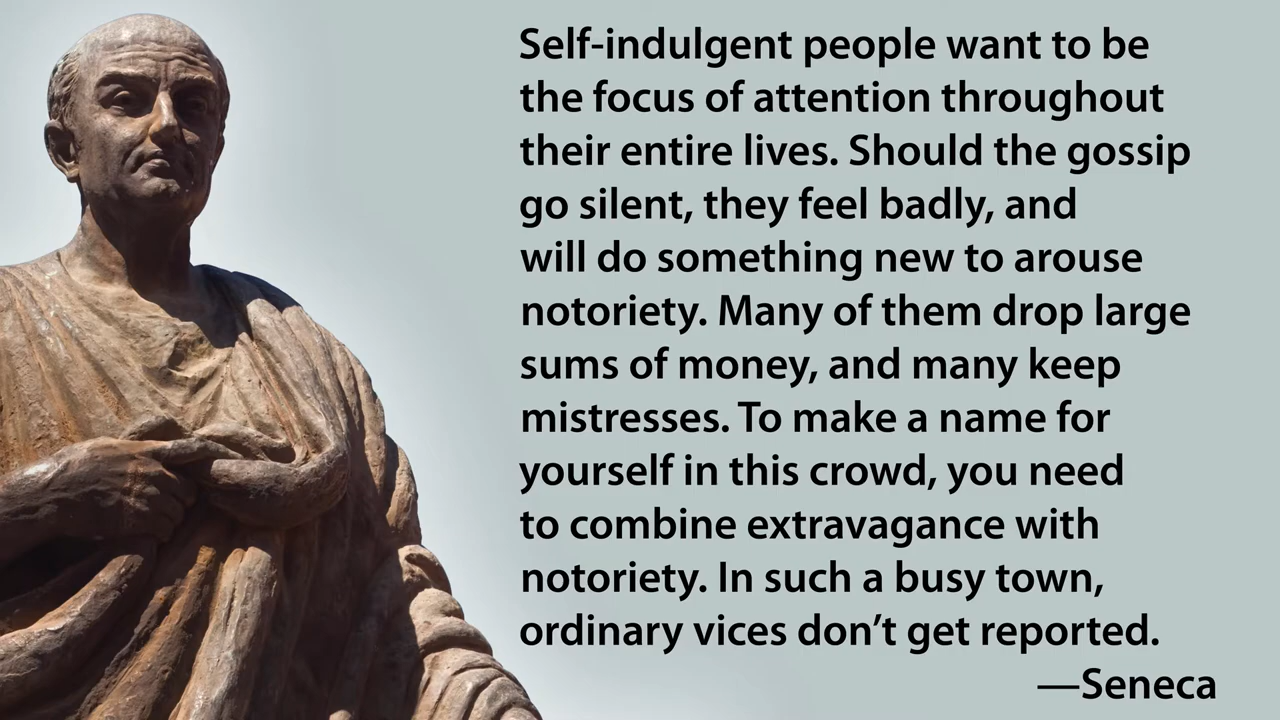 Self-indulgent people want to be
the focus of attention throughout
their entire lives. Should the gossip
go silent, they feel badly, and
will do something new to arouse
notoriety. Many of them drop large
sums of money, and many keep
mistresses. To make a name for
yourself in this crowd, you need
to combine extravagance with
notoriety. In such a busy town,
ordinary vices don’t get reported.
—Seneca